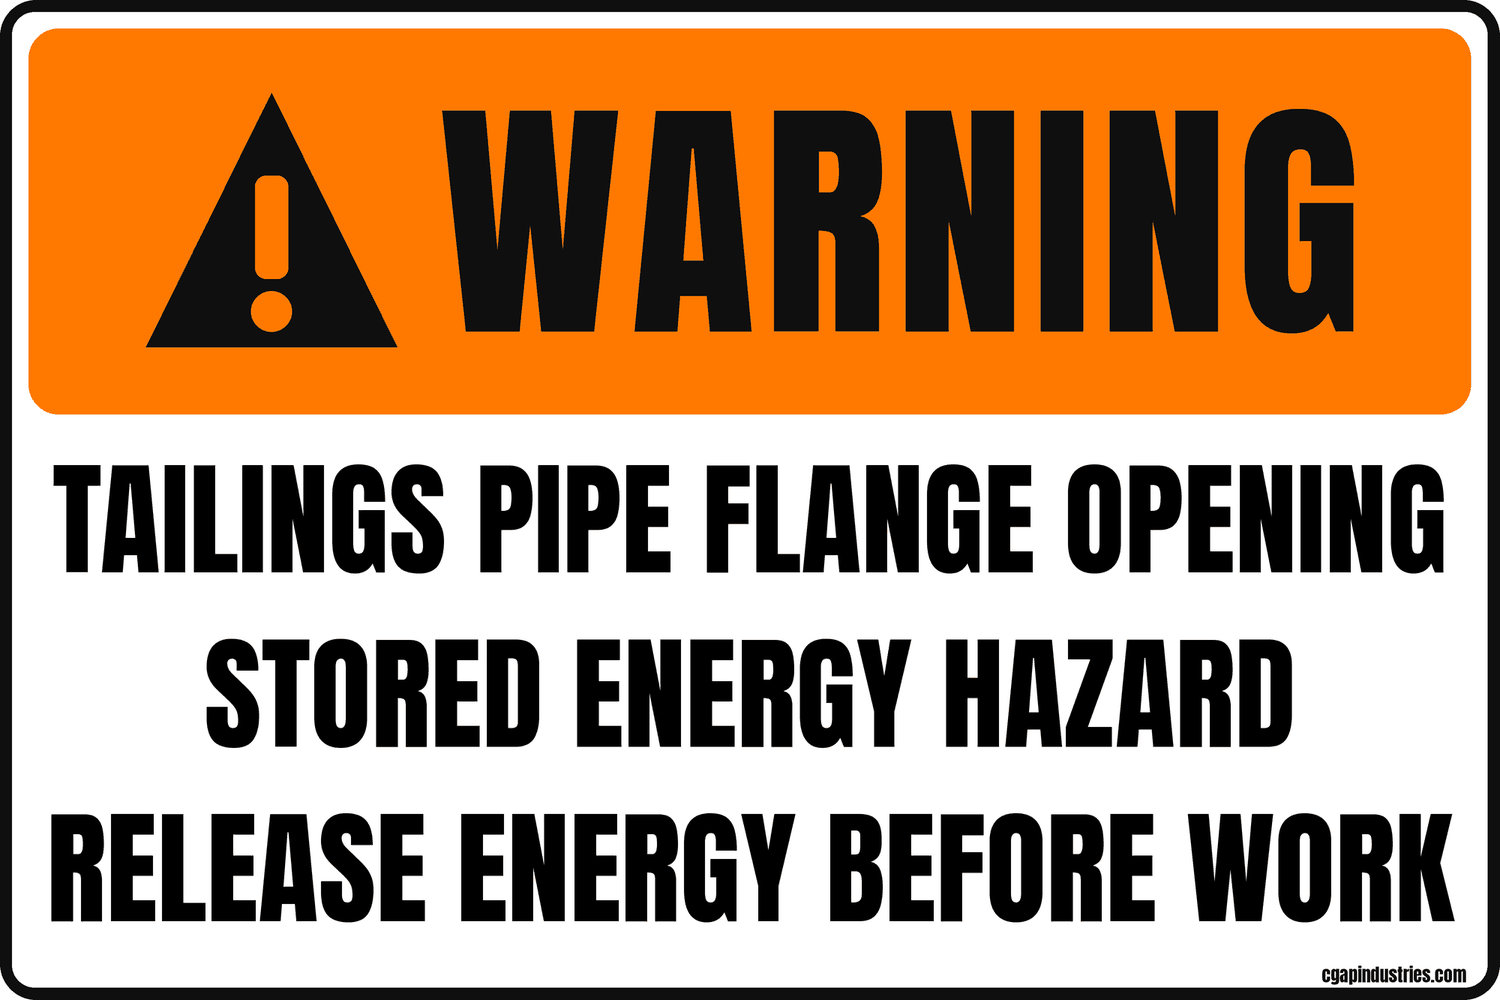 WARNING
TAILINGS PIPE FLANGE OPENING
STORED ENERGY HAZARD
RELEASE ENERGY BEFORE WORK
cgapindustries.com